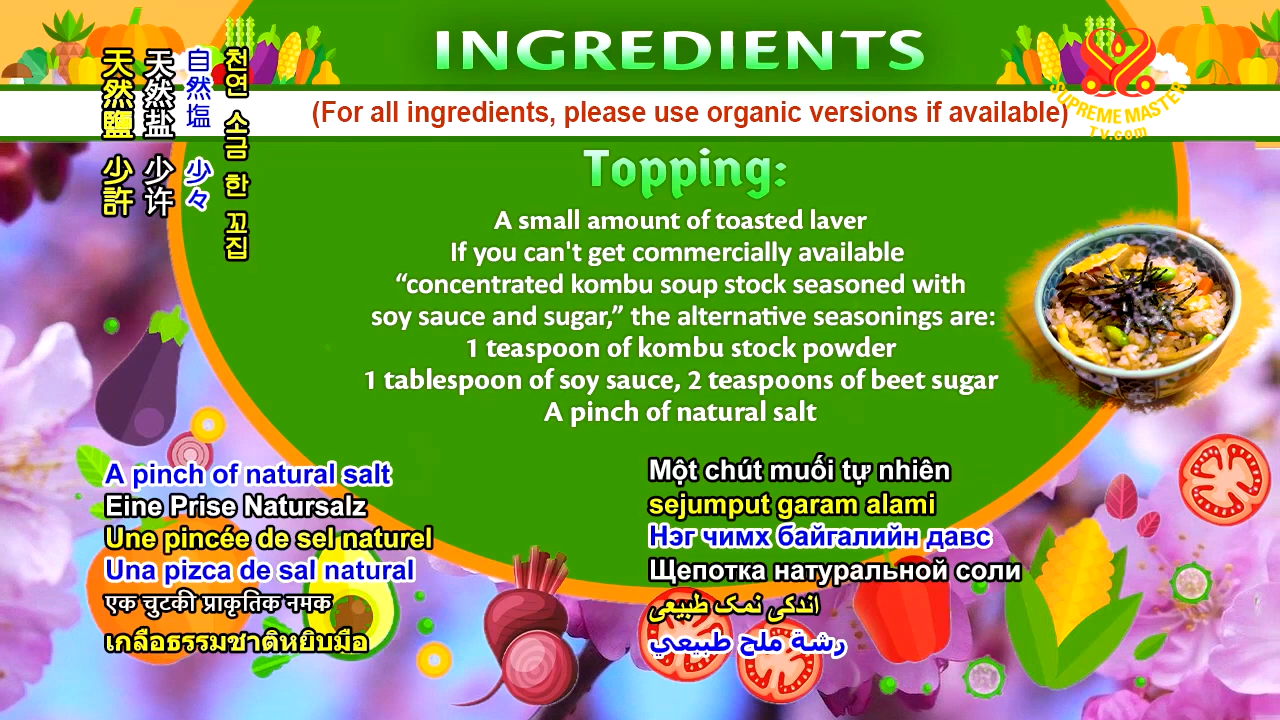 INGREDIENTS
(For all ingredients, please use organic versions if available)
SUPREME MASTER
TV.com
天然鹽 少許
天然盐 少许
自然塩 少々
천연 소금 한 꼬집
Topping:
A small amount of toasted laver
If you can't get commercially available
“concentrated kombu soup stock seasoned with
soy sauce and sugar,” the alternative seasonings are:
1 teaspoon of kombu stock powder
1 tablespoon of soy sauce, 2 teaspoons of beet sugar
A pinch of natural salt
A pinch of natural salt
Eine Prise Natursalz
Une pincée de sel naturel
Una pizca de sal natural
एक चुटकी प्राकृतिक नमक
เกลือธรรมชาติหยิบมือ
Một chút muối tự nhiên
sejumput garam alami
Нэг чимх байгалийн давс
Щепотка натуральной соли
اندکی نمک طبیعی
رشة ملح طبيعي